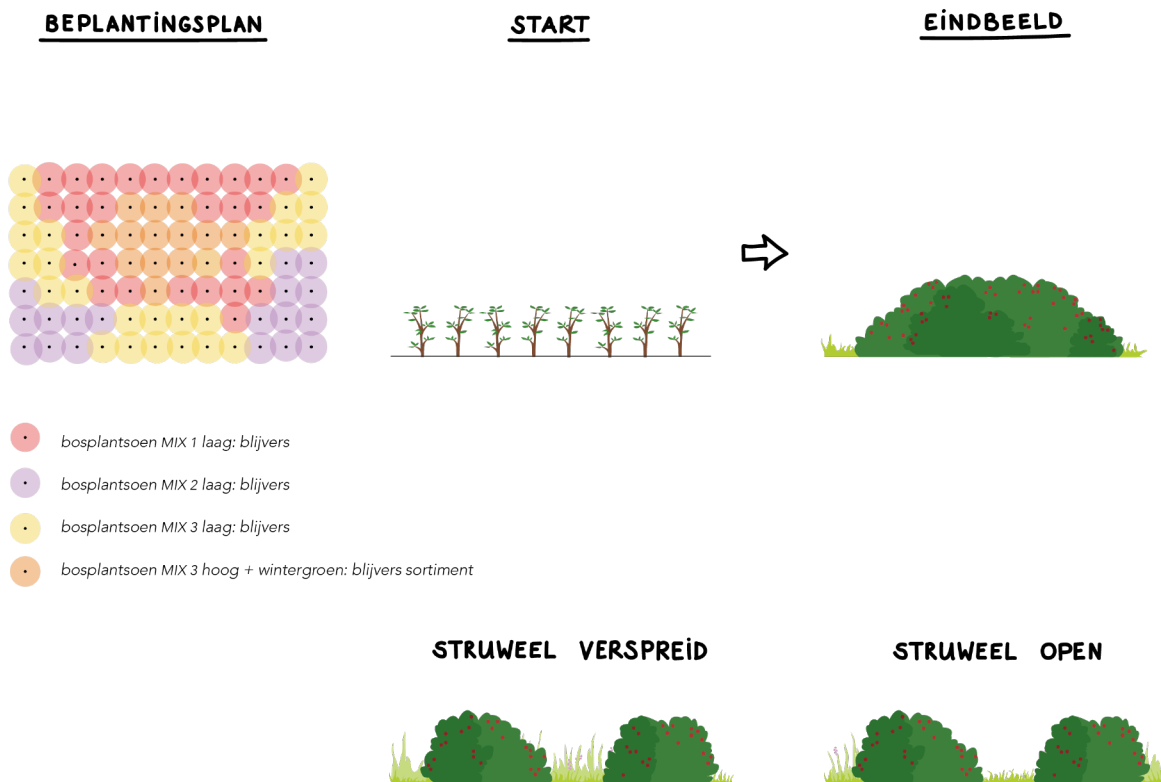 BEPLANTiNGSPLAN
START
EiNDBEELD
bosplantsoen MIX 1 laag: blijvers
bosplantsoen MIX 2 laag: blijvers
bosplantsoen MIX 3 laag: blijvers
bosplantsoen MIX 3 hoog + wintergroen: blijvers sortiment
STRUWEEL VERSPREiD
STRUWEEL OPEN